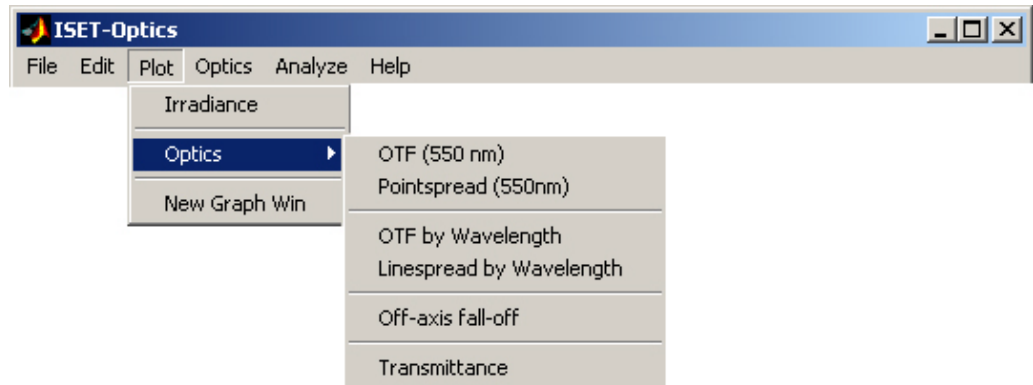 ISET-Optics
File Edit Plot Optics Analyze Help
Irradiance
Optics
New Graph Win
OTF (550 nm)
Pointspread (550nm)
OTF by Wavelength
Linespread by Wavelength
Off-axis fall-off
Transmittance